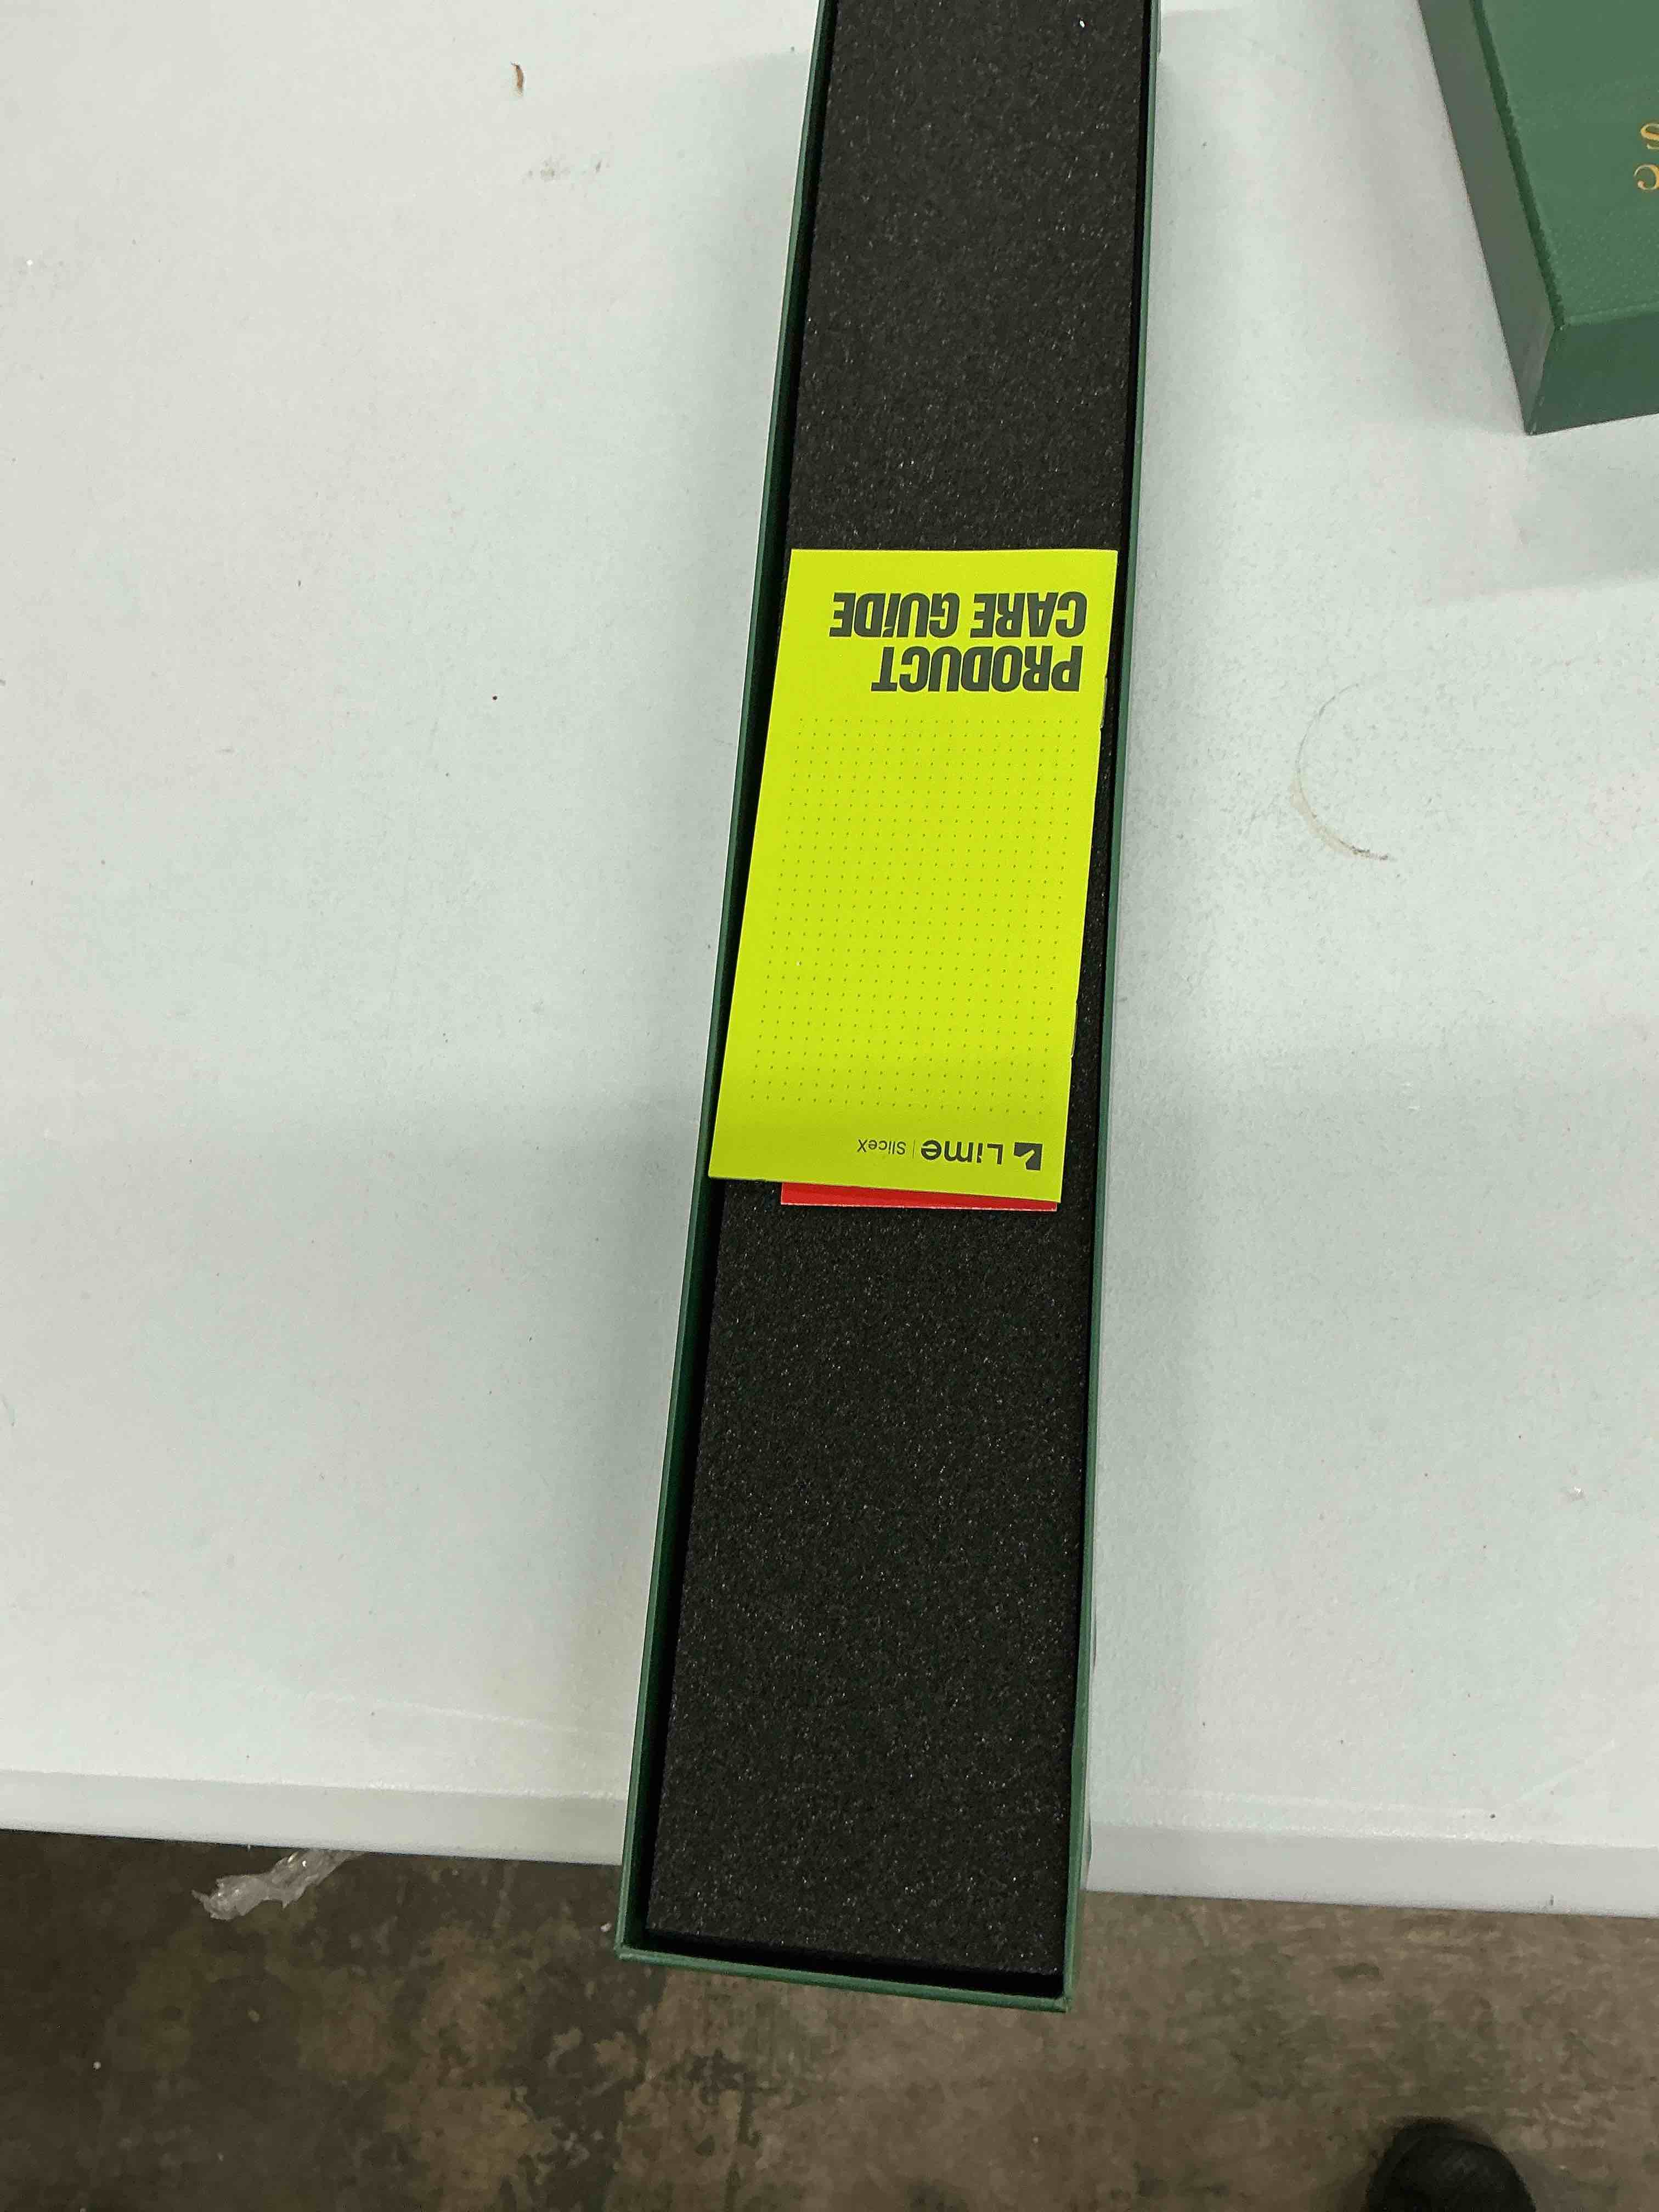 PRODUCT
CARE GUIDE
Lime | SliceX